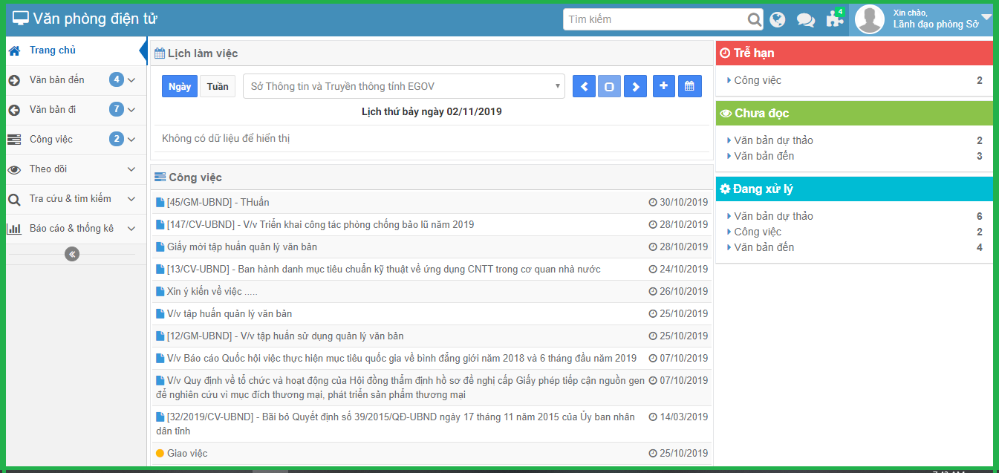 Văn phòng điện tử
Tìm kiếm
4
Xin chào,
Lãnh đạo phòng Sở
Trang chủ
Văn bản đến 4
Văn bản đi 7
Công việc 2
Theo dõi
Tra cứu & tìm kiếm
Báo cáo & thống kê
Lịch làm việc
Ngày Tuần Sở Thông tin và Truyền thông tỉnh EGOV
Lịch thứ bảy ngày 02/11/2019
Không có dữ liệu để hiển thị
Công việc
[45/GM-UBND] - THuấn 30/10/2019
[147/CV-UBND] - V/v Triển khai công tác phòng chống bảo lũ năm 2019 28/10/2019
Giấy mời tập huấn quản lý văn bản 28/10/2019
[13/CV-UBND] - Ban hành danh mục tiêu chuẩn kỹ thuật về ứng dụng CNTT trong cơ quan nhà nước 24/10/2019
Xin ý kiến về việc ..... 26/10/2019
V/v tập huấn quản lý văn bản 25/10/2019
[12/GM-UBND] - V/v tập huấn sử dụng quản lý văn bản 25/10/2019
V/v Báo cáo Quốc hội việc thực hiện mục tiêu quốc gia về bình đẳng giới năm 2018 và 6 tháng đầu năm 2019 07/10/2019
V/v Quy định về tổ chức và hoạt động của Hội đồng thẩm định hồ sơ đề nghị cấp Giấy phép tiếp cận nguồn gen 07/10/2019
để nghiên cứu vì mục đích thương mại, phát triển sản phẩm thương mại
[32/2019/CV-UBND] - Bãi bỏ Quyết định số 39/2015/QĐ-UBND ngày 17 tháng 11 năm 2015 của Ủy ban nhân 14/03/2019
dân tỉnh
Giao việc 25/10/2019
Trễ hạn
Công việc 2
Chưa đọc
Văn bản dự thảo 2
Văn bản đến 3
Đang xử lý
Văn bản dự thảo 6
Công việc 2
Văn bản đến 4